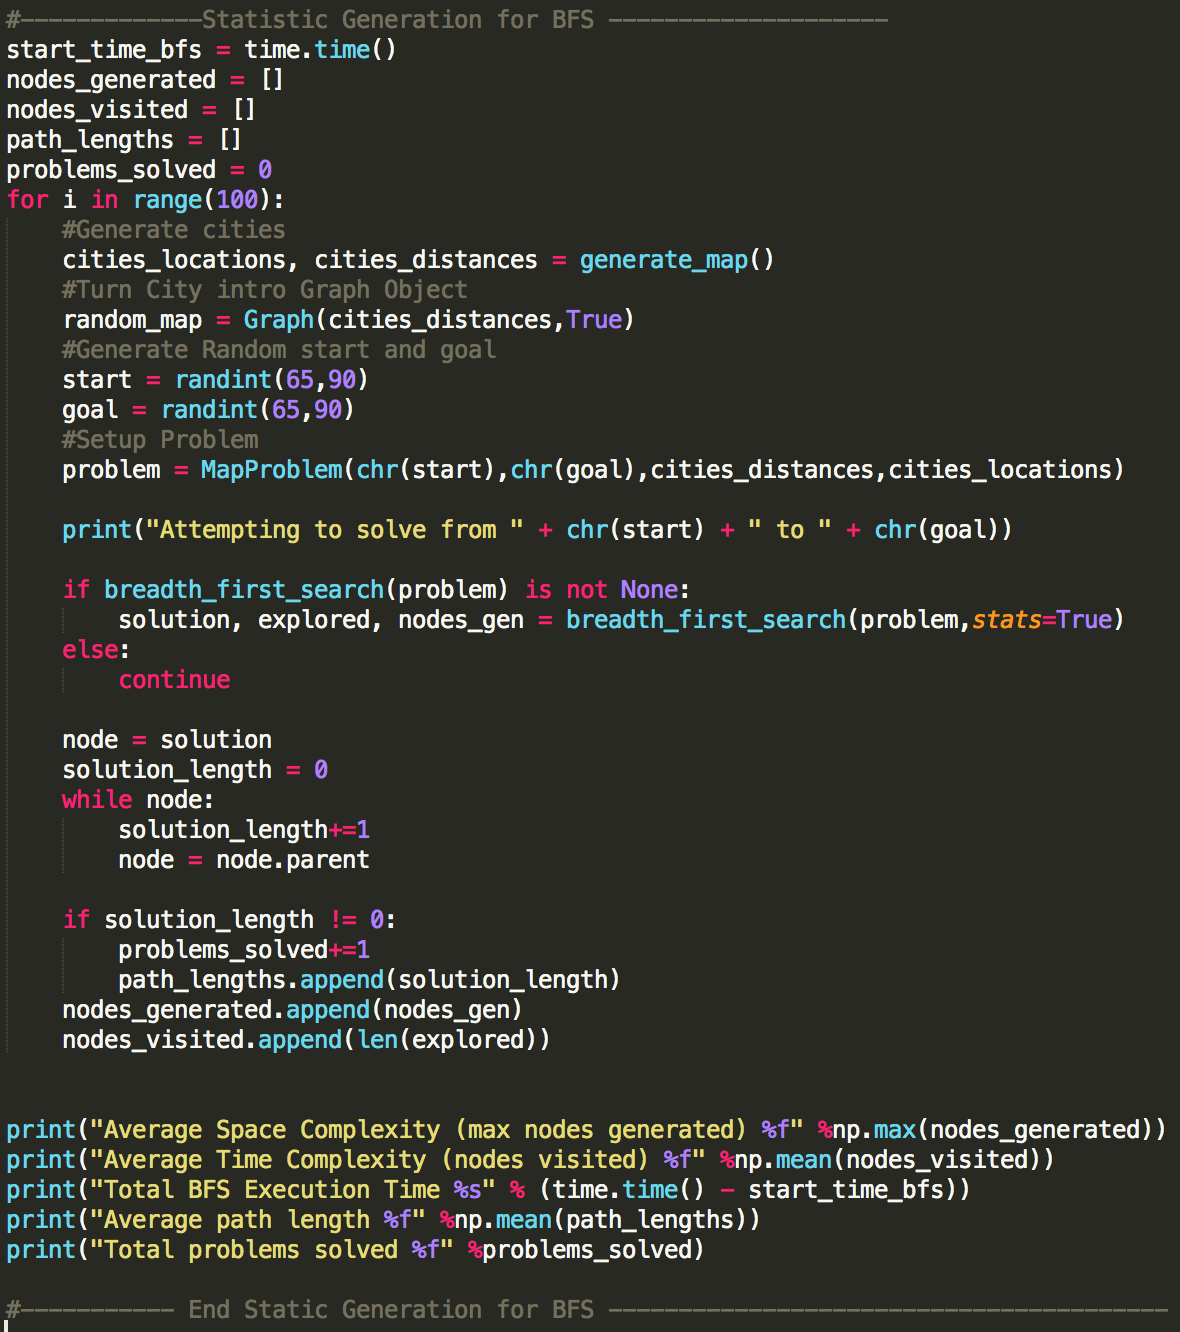 #—————————————Statistic Generation for BFS ————————————————————
start_time_bfs = time.time()
nodes_generated = []
nodes_visited = []
path_lengths = []
problems_solved = 0
for i in range(100):
    #Generate cities
    cities_locations, cities_distances = generate_map()
    #Turn City intro Graph Object
    random_map = Graph(cities_distances,True)
    #Generate Random start and goal
    start = randint(65,90)
    goal = randint(65,90)
    #Setup Problem
    problem = MapProblem(chr(start),chr(goal),cities_distances,cities_locations)
    print("Attempting to solve from " + chr(start) + " to " + chr(goal))
    if breadth_first_search(problem) is not None:
        solution, explored, nodes_gen = breadth_first_search(problem,stats=True)
    else:
        continue
    node = solution
    solution_length = 0
    while node:
        solution_length+=1
        node = node.parent
    if solution_length != 0:
        problems_solved+=1
        path_lengths.append(solution_length)
    nodes_generated.append(nodes_gen)
    nodes_visited.append(len(explored))
print("Average Space Complexity (max nodes generated) %f" %np.max(nodes_generated))
print("Average Time Complexity (nodes visited) %f" %np.mean(nodes_visited))
print("Total BFS Execution Time %s" % (time.time() - start_time_bfs))
print("Average path length %f" %np.mean(path_lengths))
print("Total problems solved %f" %problems_solved)
#——————————— End Static Generation for BFS ————————————————————————————————————————